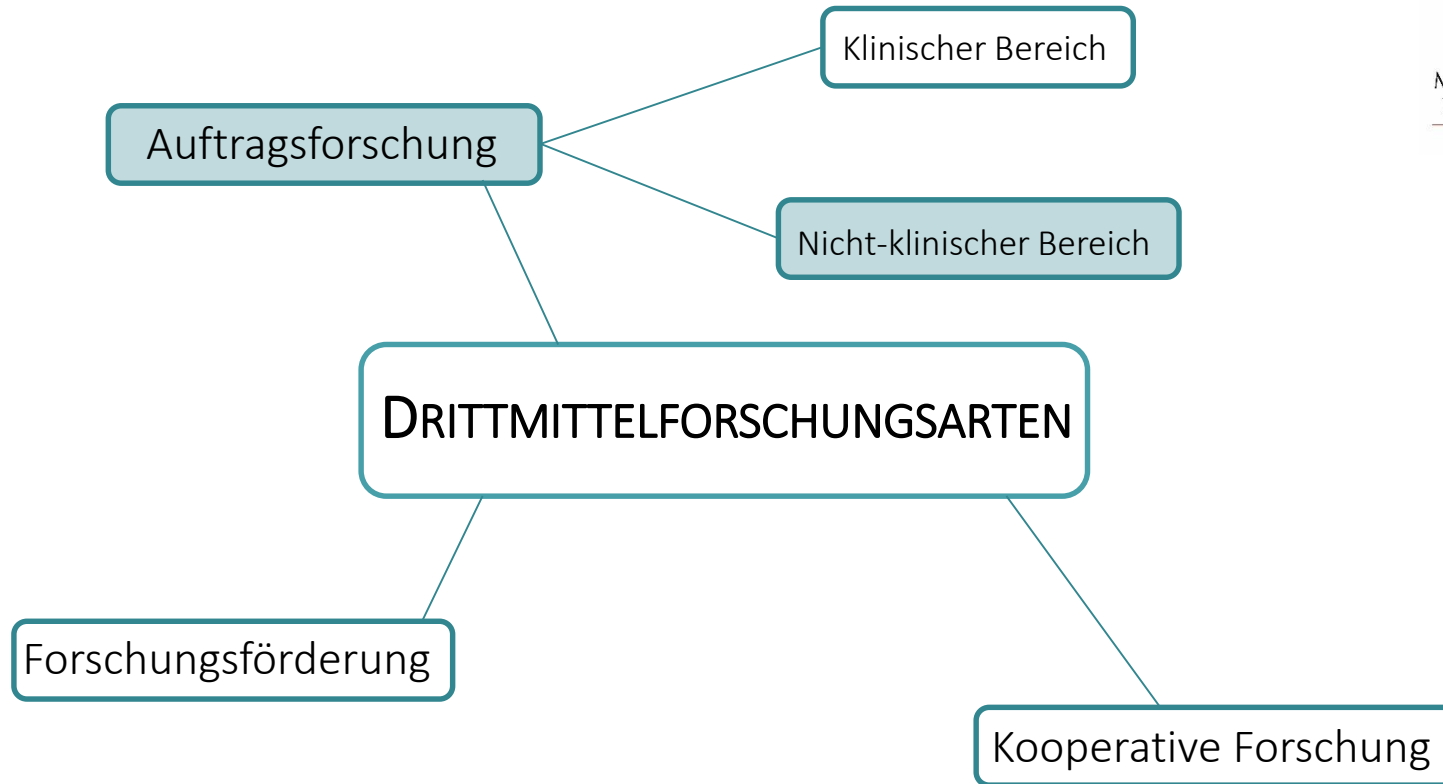 Klinischer Bereich
Auftragsforschung
Nicht-klinischer Bereich
DRITTMITTELFORSCHUNGSARTEN
Forschungsförderung
Kooperative Forschung